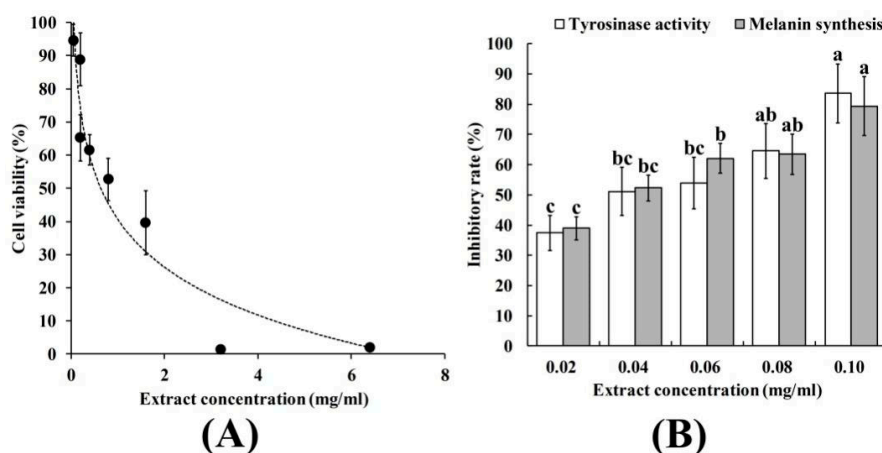 Cell viability (%)
100
90
80
70
60
50
40
30
20
10
0
0 2 4 6 8
Extract concentration (mg/ml)
(A)
Tyrosinase activity Melanin synthesis
Inhibitory rate (%)
100
90
80
70
60
50
40
30
20
10
0
c c bc bc bc b ab ab a a
0.02 0.04 0.06 0.08 0.10
Extract concentration (mg/ml)
(B)